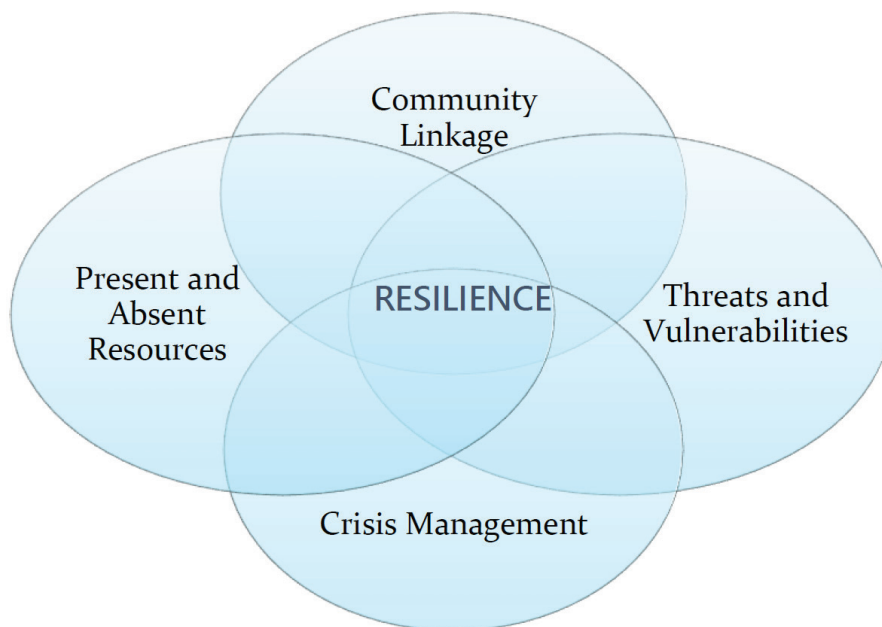 Community
Linkage
Present and
Absent
Resources
RESILIENCE
Threats and
Vulnerabilities
Crisis Management